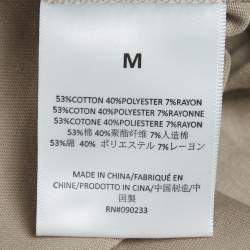 M
53%COTTON 40%POLYESTER 7%RAYON
53%COTON 40%POLYESTER 7%RAYONNE
53%COTONE 40%POLIESTERE 7%RAYON
53%棉 40%聚酯纤维 7%人造棉
53%綿 40% ポリエステル 7%レーヨン
MADE IN CHINA/FABRIQUÉ EN
CHINE/PRODOTTO IN CINA/中国制造/中
国製
RN#090233